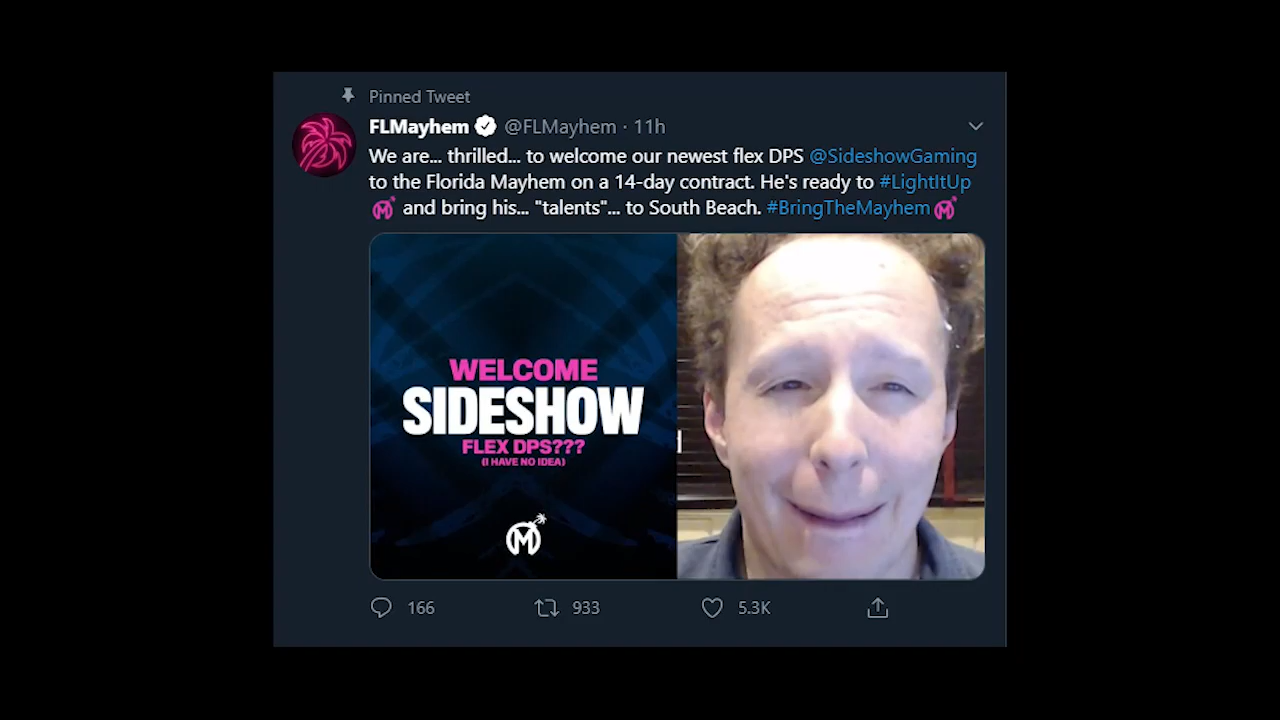 Pinned Tweet
FLMayhem @FLMayhem · 11h
We are... thrilled... to welcome our newest flex DPS @SideshowGaming
to the Florida Mayhem on a 14-day contract. He's ready to #LightItUp
and bring his... "talents"... to South Beach. #BringTheMayhem
WELCOME
SIDESHOW
FLEX DPS???
(I HAVE NO IDEA)
M
166 933 5.3K